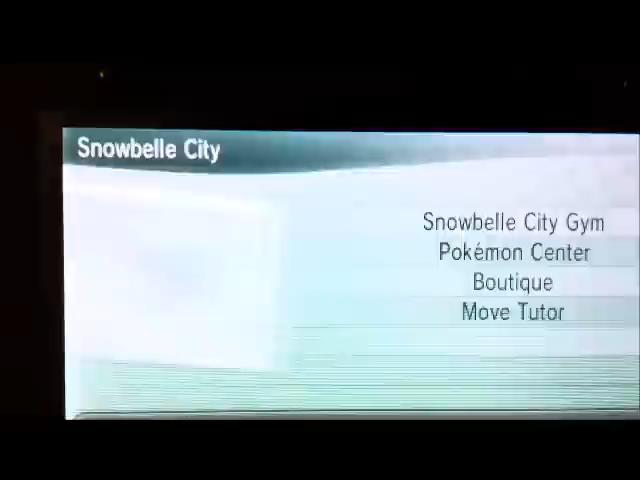 Snowbelle City
Snowbelle City Gym
Pokémon Center
Boutique
Move Tutor